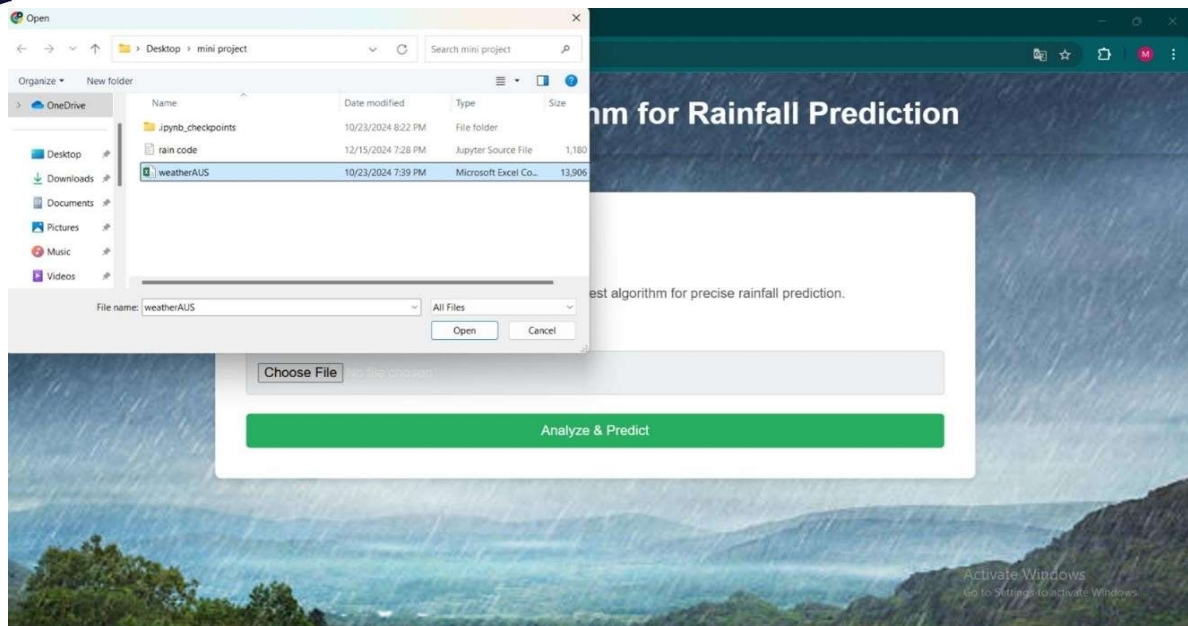 Open
Desktop > mini project
Search mini project
Organize
New folder
Name
Date modified
Type
Size
OneDrive
.ipynb_checkpoints
10/23/2024 8:22 PM
File folder
rain code
12/15/2024 7:28 PM
Jupyter Source File
1,180
weatherAUS
10/23/2024 7:39 PM
Microsoft Excel Co...
13,906
Desktop
Downloads
Documents
Pictures
Music
Videos
File name:
weatherAUS
All Files
Open
Cancel
M
hm for Rainfall Prediction
est algorithm for precise rainfall prediction.
Choose File
No file chosen
Analyze & Predict
Activate Windows
Go to Settings to activate Windows.